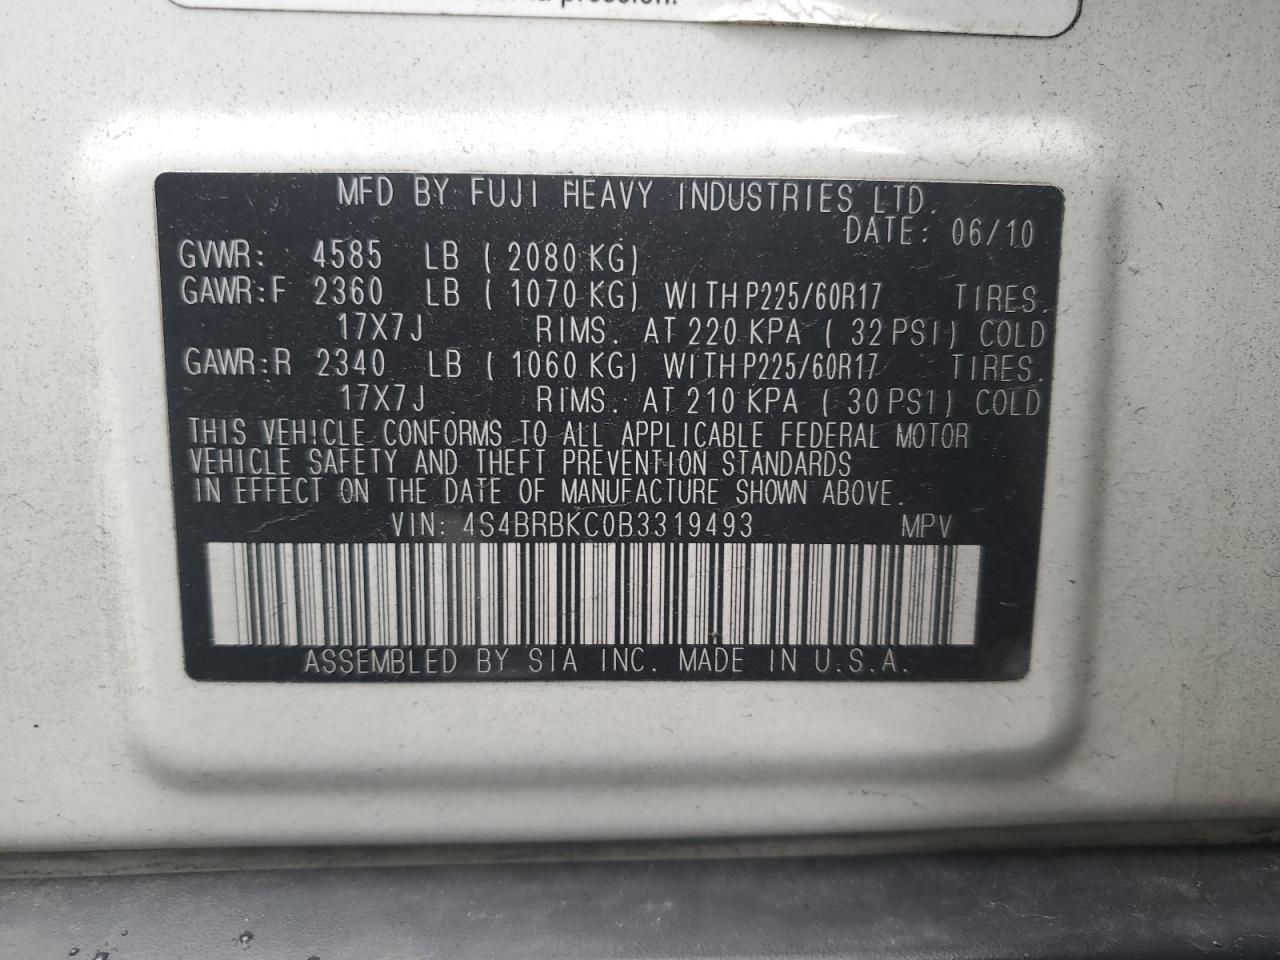 pression.
MFD BY FUJI HEAVY INDUSTRIES LTD.
DATE: 06/10
GVWR: 4585 LB ( 2080 KG)
GAWR:F 2360 LB ( 1070 KG) WITH P225/60R17 TIRES.
17X7J RIMS. AT 220 KPA ( 32 PSI) COLD
GAWR:R 2340 LB ( 1060 KG) WITH P225/60R17 TIRES.
17X7J RIMS. AT 210 KPA ( 30 PSI) COLD
THIS VEHICLE CONFORMS TO ALL APPLICABLE FEDERAL MOTOR
VEHICLE SAFETY AND THEFT PREVENTION STANDARDS
IN EFFECT ON THE DATE OF MANUFACTURE SHOWN ABOVE.
VIN: 4S4BRBKC0B3319493 MPV
ASSEMBLED BY SIA INC. MADE IN U.S.A.